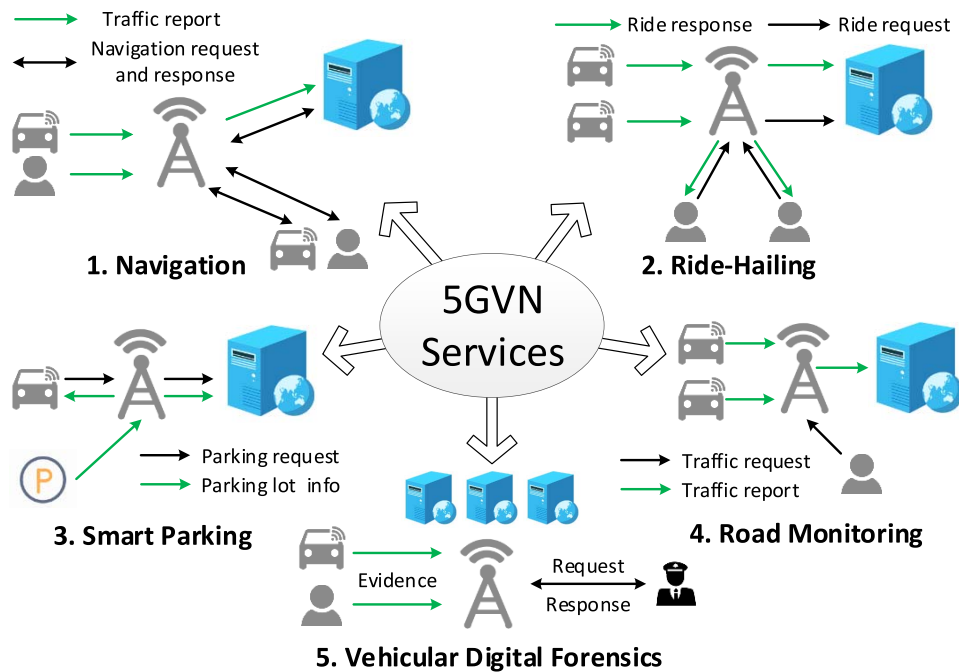 Traffic report
Navigation request
and response
1. Navigation
Ride response
Ride request
2. Ride-Hailing
5GVN
Services
P
Parking request
Parking lot info
3. Smart Parking
Traffic request
Traffic report
4. Road Monitoring
Evidence
Request
Response
5. Vehicular Digital Forensics